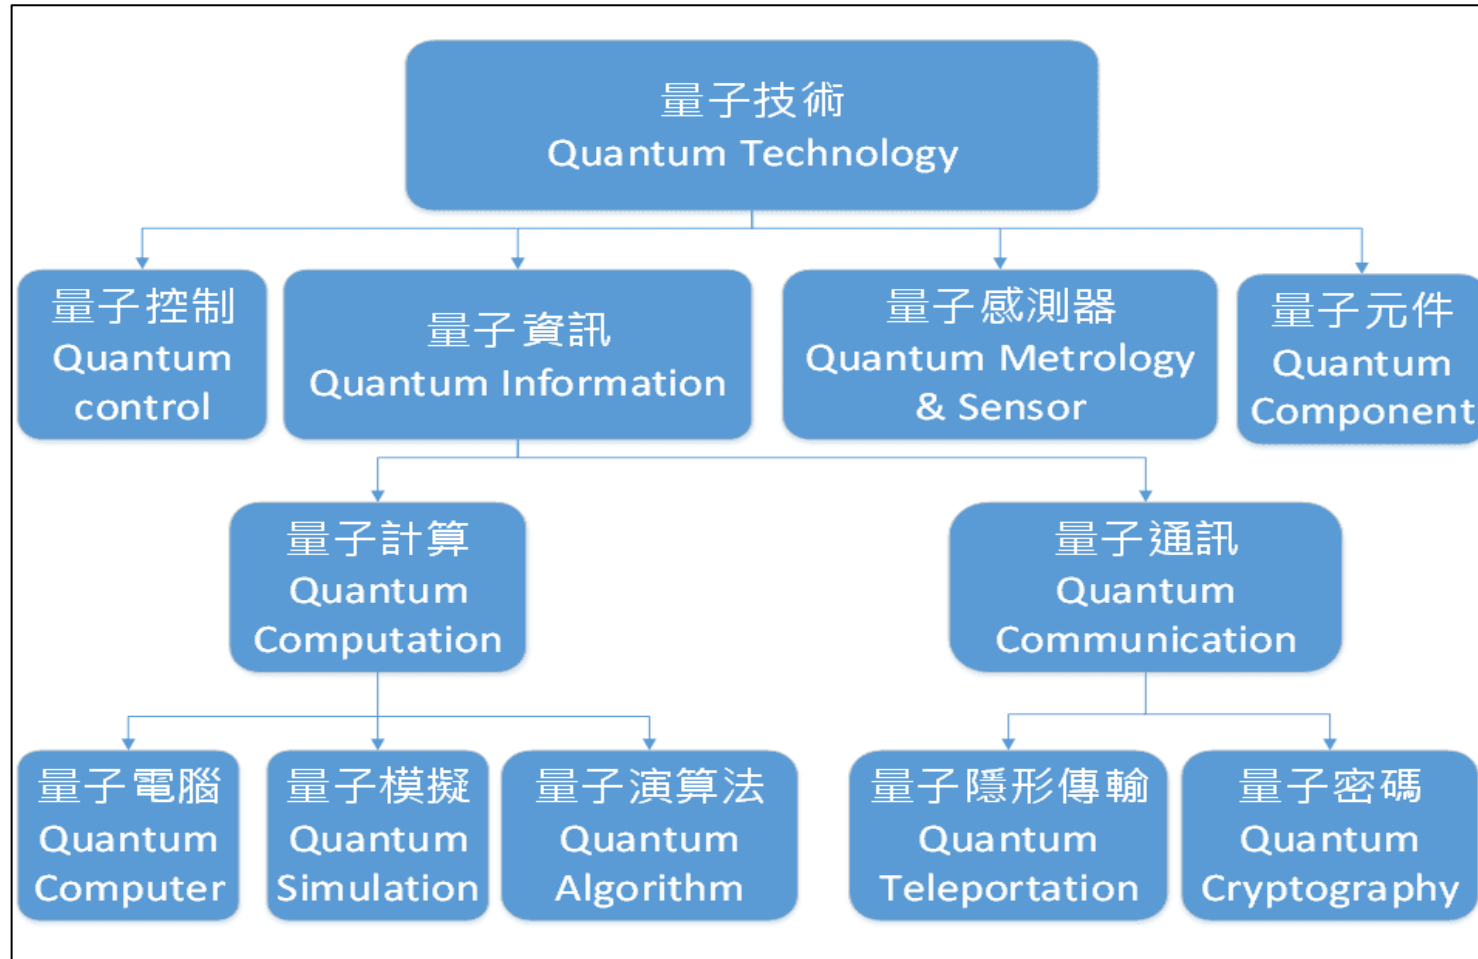 量子技術
Quantum Technology
量子控制
Quantum
control
量子資訊
Quantum Information
量子感測器
Quantum Metrology
& Sensor
量子元件
Quantum
Component
量子計算
Quantum
Computation
量子通訊
Quantum
Communication
量子電腦
Quantum
Computer
量子模擬
Quantum
Simulation
量子演算法
Quantum
Algorithm
量子隱形傳輸
Quantum
Teleportation
量子密碼
Quantum
Cryptography